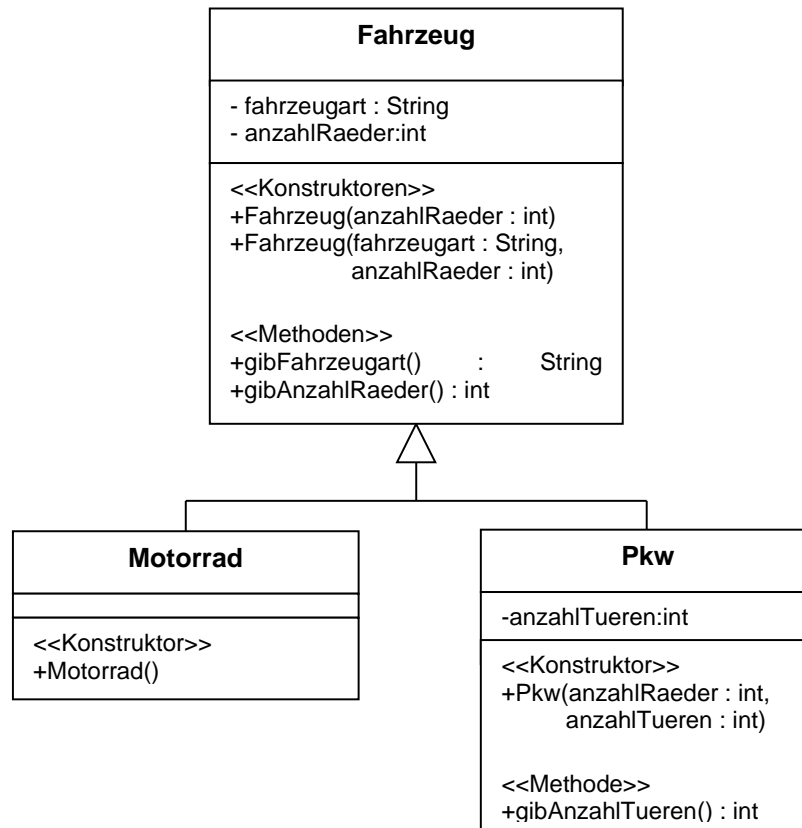 Fahrzeug
- fahrzeugart : String
- anzahlRaeder:int
<<Konstruktoren>>
+Fahrzeug(anzahlRaeder : int)
+Fahrzeug(fahrzeugart : String,
anzahlRaeder : int)
<<Methoden>>
+gibFahrzeugart() : String
+gibAnzahlRaeder() : int
Motorrad
<<Konstruktor>>
+Motorrad()
Pkw
-anzahlTueren:int
<<Konstruktor>>
+Pkw(anzahlRaeder : int,
anzahlTueren : int)
<<Methode>>
+gibAnzahlTueren() : int